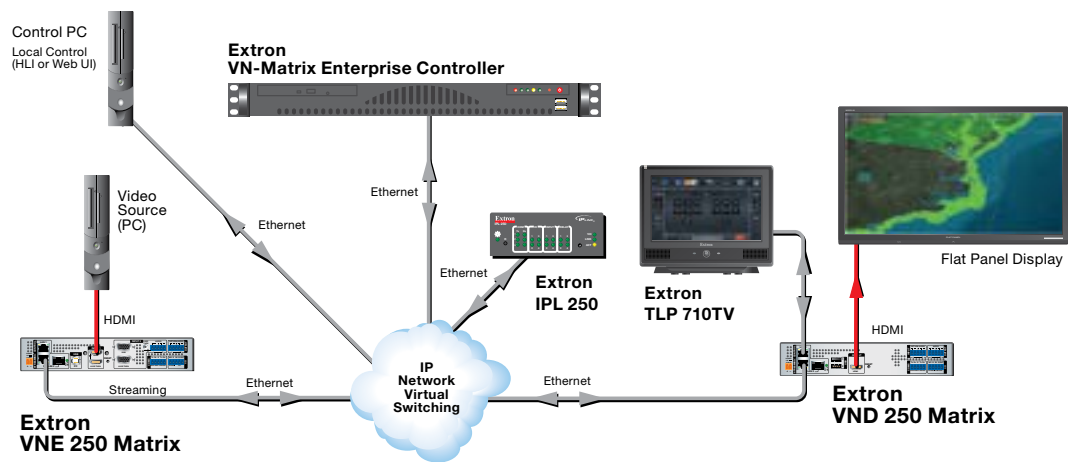 Control PC
Local Control
(HLI or Web UI)
Extron
VN-Matrix Enterprise Controller
Video
Source
(PC)
Ethernet
Ethernet
Extron
IPL 250
Ethernet
Extron
IPL 250
Extron
TLP 710TV
Flat Panel Display
HDMI
HDMI
IP
Network
Virtual
Switching
Streaming
Ethernet
Ethernet
Extron
VNE 250 Matrix
Extron
VND 250 Matrix